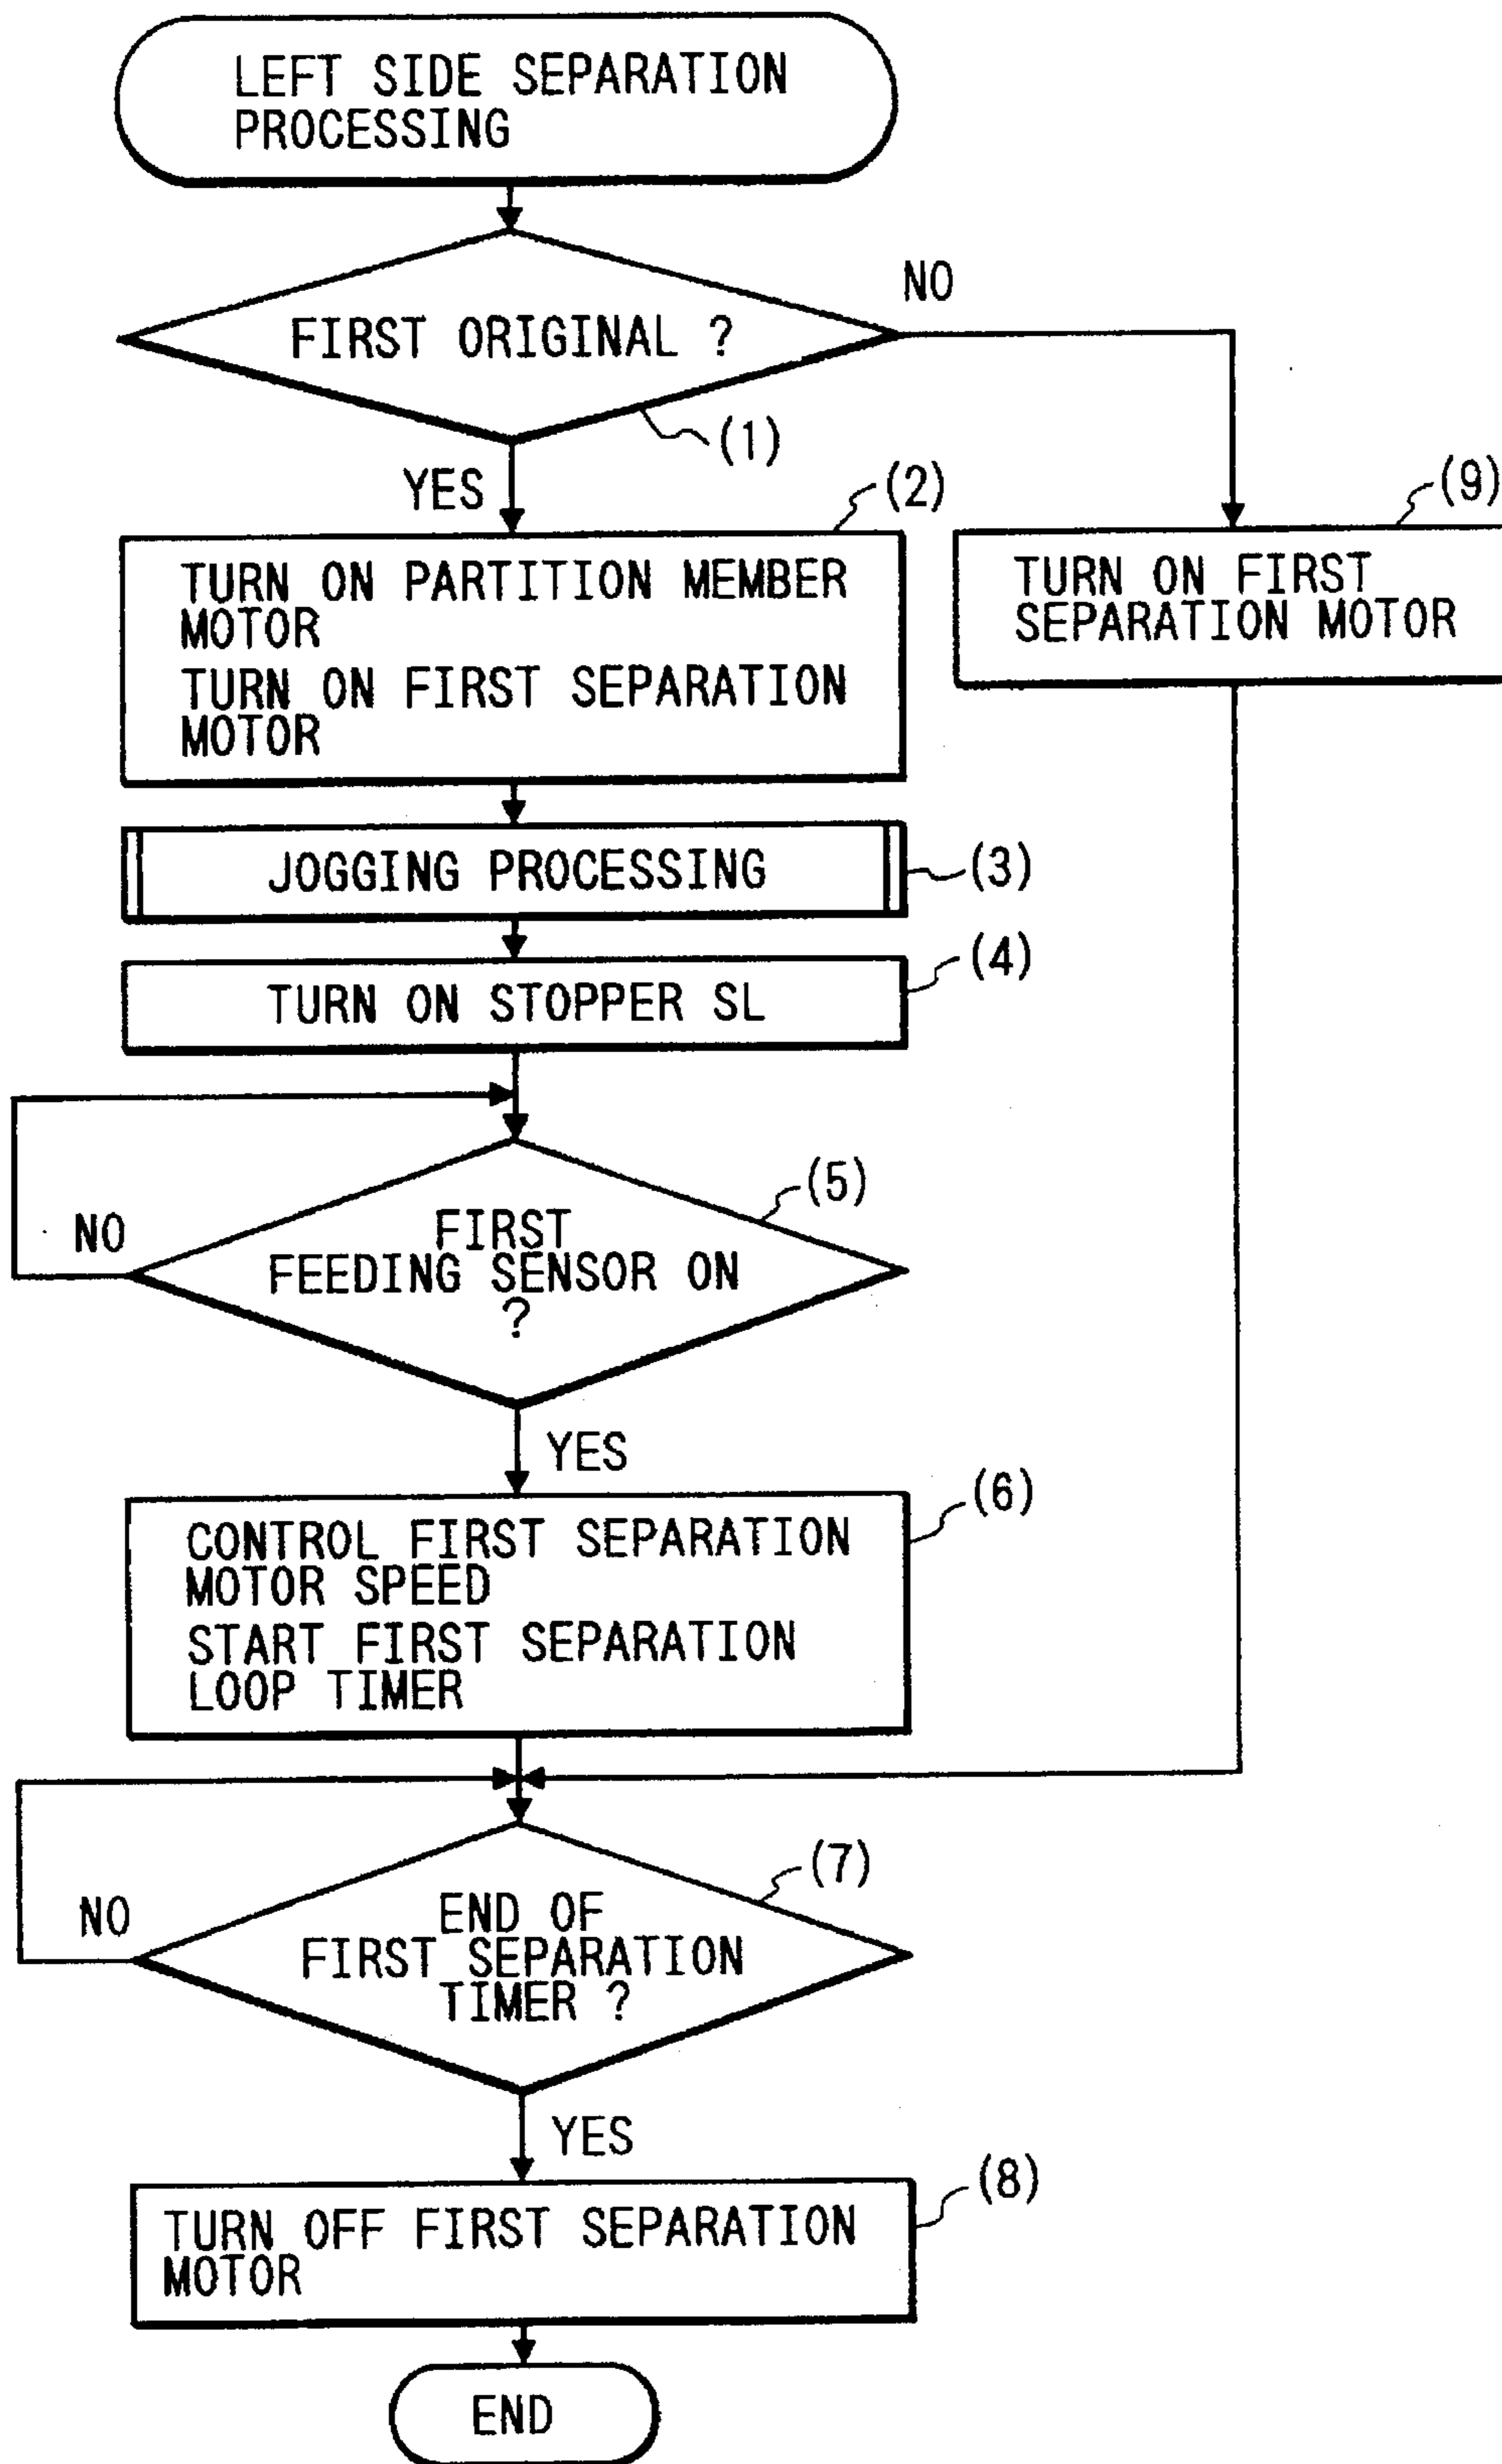 LEFT SIDE SEPARATION
PROCESSING
FIRST ORIGINAL ?
NO
(1)
YES
(2)
TURN ON PARTITION MEMBER
MOTOR
TURN ON FIRST SEPARATION
MOTOR
(9)
TURN ON FIRST
SEPARATION MOTOR
JOGGING PROCESSING
(3)
TURN ON STOPPER SL
(4)
FIRST
FEEDING SENSOR ON
?
(5)
NO
YES
CONTROL FIRST SEPARATION
MOTOR SPEED
START FIRST SEPARATION
LOOP TIMER
(6)
END OF
FIRST SEPARATION
TIMER ?
(7)
NO
YES
TURN OFF FIRST SEPARATION
MOTOR
(8)
END